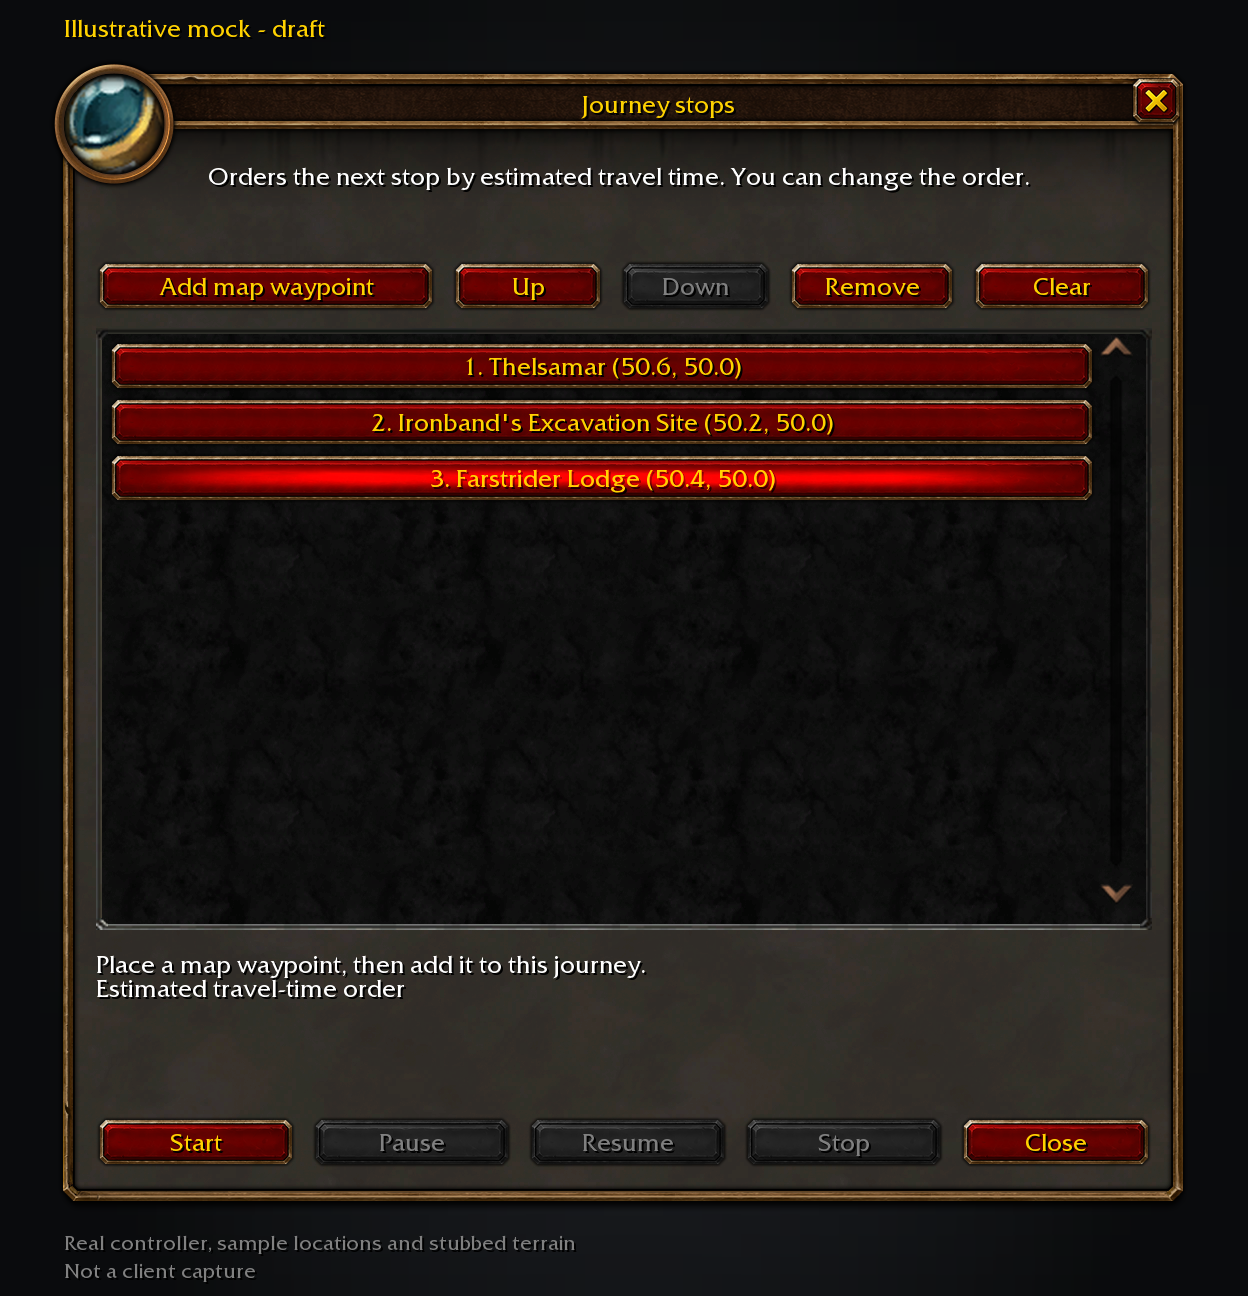 Illustrative mock - draft
Journey stops
Orders the next stop by estimated travel time. You can change the order.
Add map waypoint
Up
Down
Remove
Clear
1. Thelsamar (50.6, 50.0)
2. Ironband's Excavation Site (50.2, 50.0)
3. Farstrider Lodge (50.4, 50.0)
Place a map waypoint, then add it to this journey.
Estimated travel-time order
Start
Pause
Resume
Stop
Close
Real controller, sample locations and stubbed terrain
Not a client capture